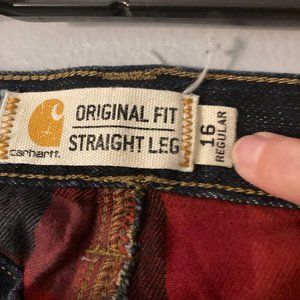 carhartt
ORIGINAL FIT
STRAIGHT LEG
16
REGULAR